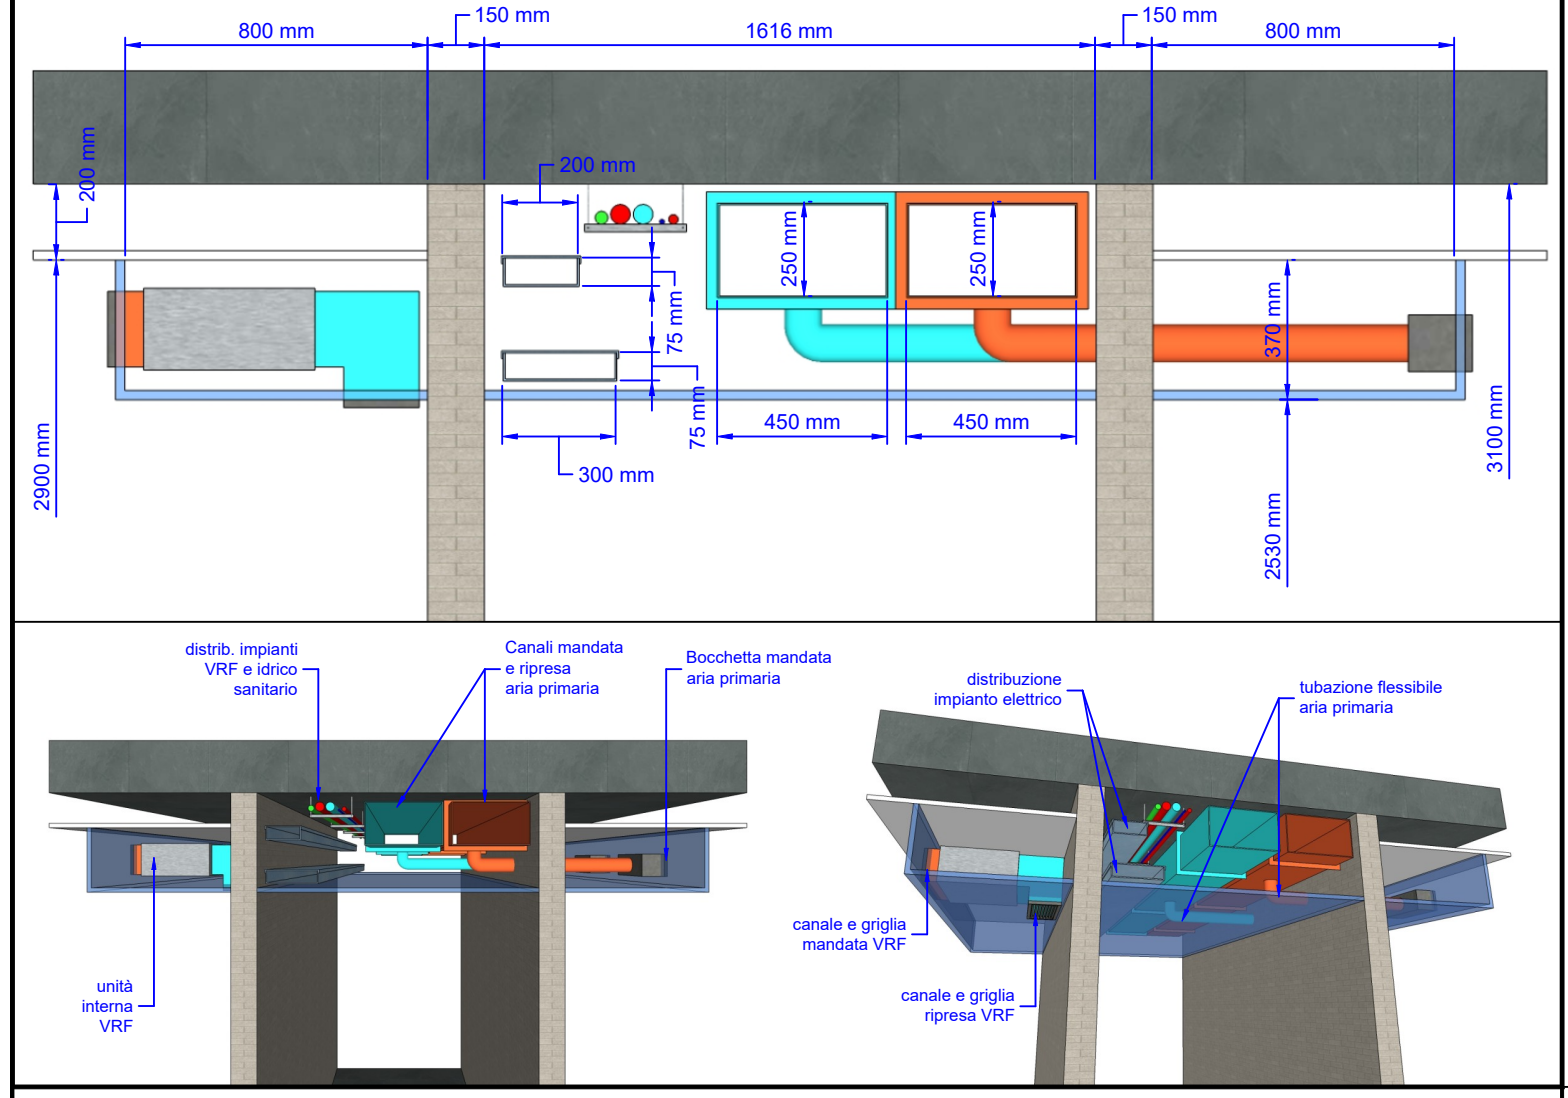 150 mm
150 mm
800 mm
1616 mm
800 mm
200 mm
200 mm
250 mm
250 mm
75 mm
370 mm
75 mm
450 mm
450 mm
3100 mm
2900 mm
300 mm
2530 mm
distrib. impianti
VRF e idrico
sanitario
Canali mandata
e ripresa
aria primaria
Bocchetta mandata
aria primaria
unità
interna
VRF
distribuzione
impianto elettrico
tubazione flessibile
aria primaria
canale e griglia
mandata VRF
canale e griglia
ripresa VRF